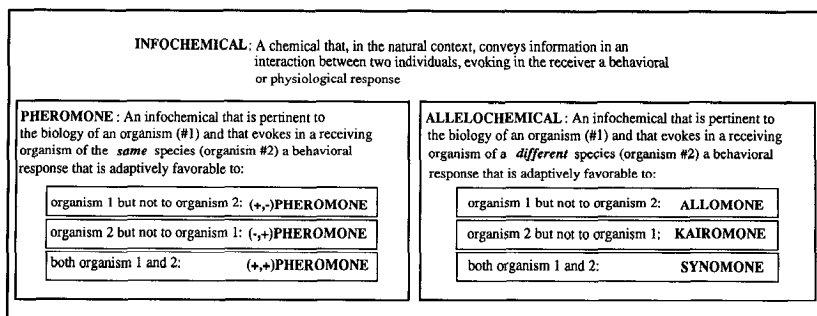 INFOCHEMICAL: A chemical that, in the natural context, conveys information in an
interaction between two individuals, evoking in the receiver a behavioral
or physiological response
PHEROMONE : An infochemical that is pertinent to
the biology of an organism (#1) and that evokes in a receiving
organism of the same species (organism #2) a behavioral
response that is adaptively favorable to:
organism 1 but not to organism 2: (+,-)PHEROMONE
organism 2 but not to organism 1: (-,+)PHEROMONE
both organism 1 and 2: (+,+)PHEROMONE
ALLELOCHEMICAL: An infochemical that is pertinent to
the biology of an organism (#1) and that evokes in a receiving
organism of a different species (organism #2) a behavioral
response that is adaptively favorable to:
organism 1 but not to organism 2: ALLOMONE
organism 2 but not to organism 1; KAIROMONE
both organism 1 and 2: SYNOMONE